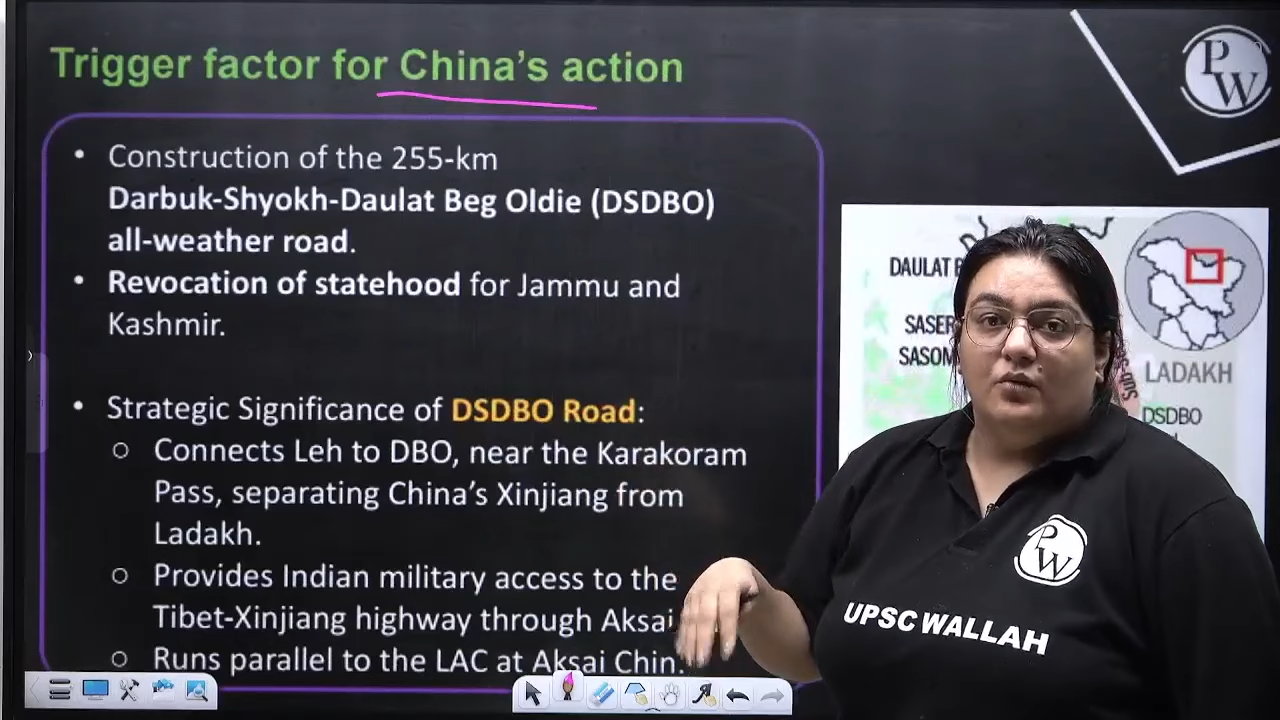 Trigger factor for China's action
PW
• Construction of the 255-km
Darbuk-Shyokh-Daulat Beg Oldie (DSDBO)
all-weather road.
• Revocation of statehood for Jammu and
Kashmir.
• Strategic Significance of DSDBO Road:
○ Connects Leh to DBO, near the Karakoram
Pass, separating China's Xinjiang from
Ladakh.
○ Provides Indian military access to the
Tibet-Xinjiang highway through Aksai
○ Runs parallel to the LAC at Aksai Chin.
DAULAT
LADAKH
DSDBO
PW
UPSC WALLAH